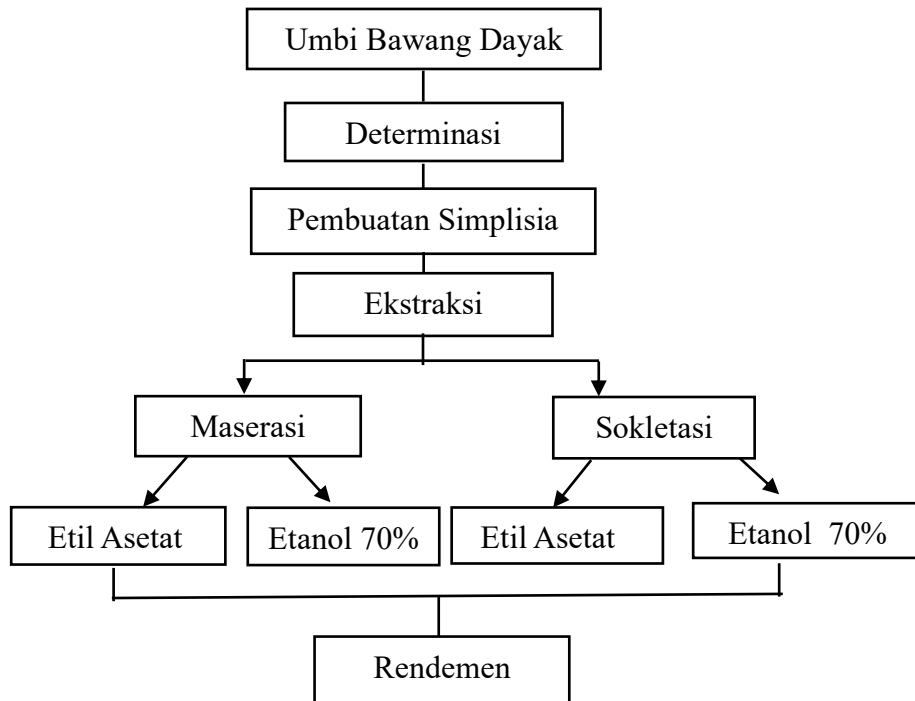 Umbi Bawang Dayak
Determinasi
Pembuatan Simplisia
Ekstraksi
Maserasi
Sokletasi
Etil Asetat
Etanol 70%
Etil Asetat
Etanol 70%
Rendemen